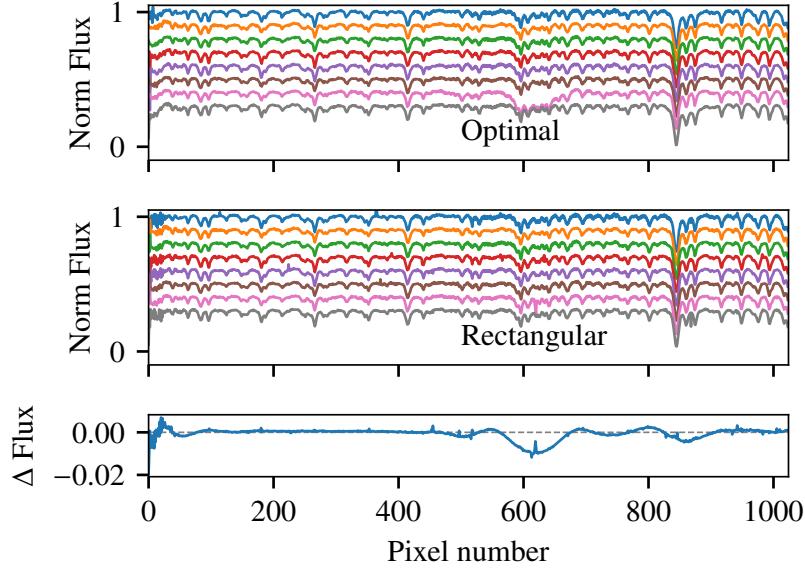 1
0
Norm Flux
Optimal
1
0
Norm Flux
Rectangular
0.00
−0.02
Δ Flux
0 200 400 600 800 1000
Pixel number